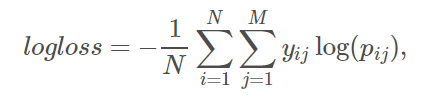 logloss = -\frac{1}{N} \sum_{i=1}^{N} \sum_{j=1}^{M} y_{ij} \log(p_{ij}),